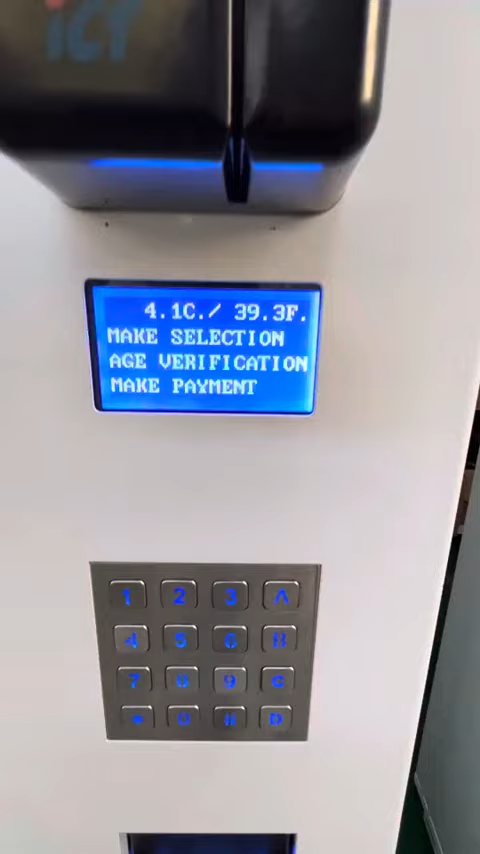 iCT
4.1C./ 39.3F.
MAKE SELECTION
AGE VERIFICATION
MAKE PAYMENT
1 2 3 A
4 5 6 B
7 8 9 C
* 0 # D